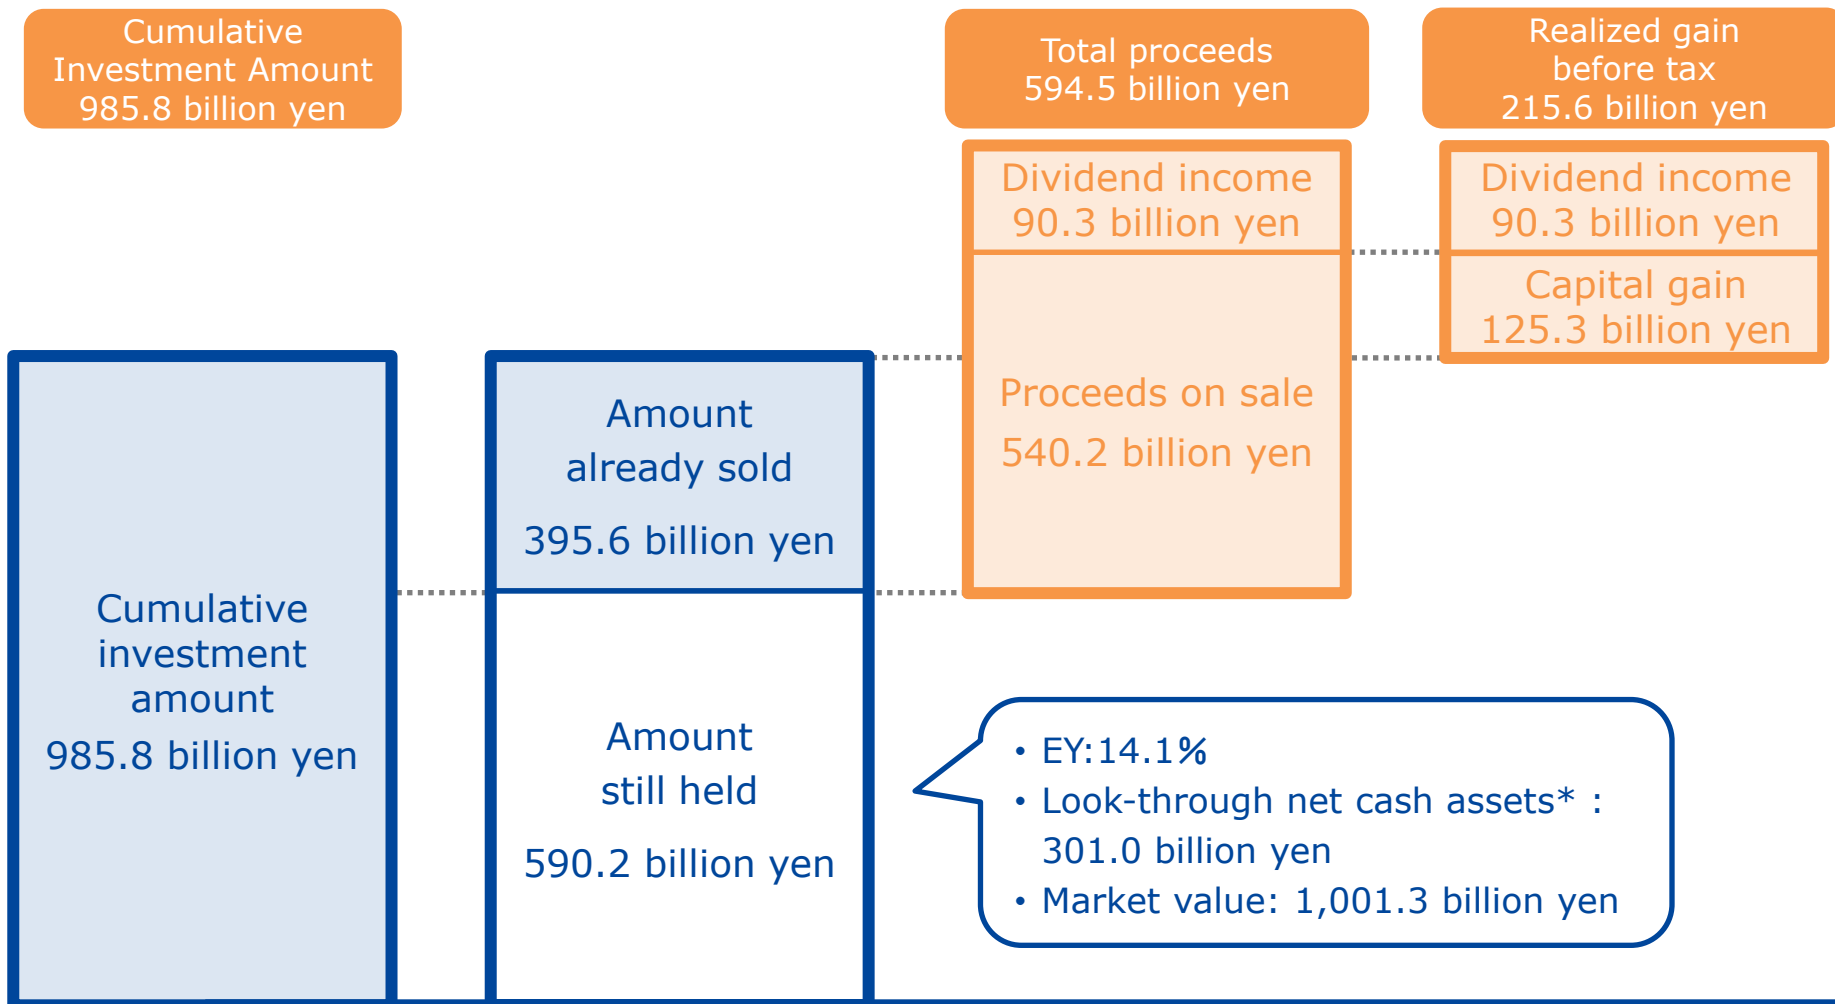 Cumulative
Investment Amount
985.8 billion yen
Total proceeds
594.5 billion yen
Realized gain
before tax
215.6 billion yen
Dividend income
90.3 billion yen
Proceeds on sale
540.2 billion yen
Dividend income
90.3 billion yen
Capital gain
125.3 billion yen
Cumulative
investment
amount
985.8 billion yen
Amount
already sold
395.6 billion yen
Amount
still held
590.2 billion yen
• EY:14.1%
• Look-through net cash assets* :
301.0 billion yen
• Market value: 1,001.3 billion yen